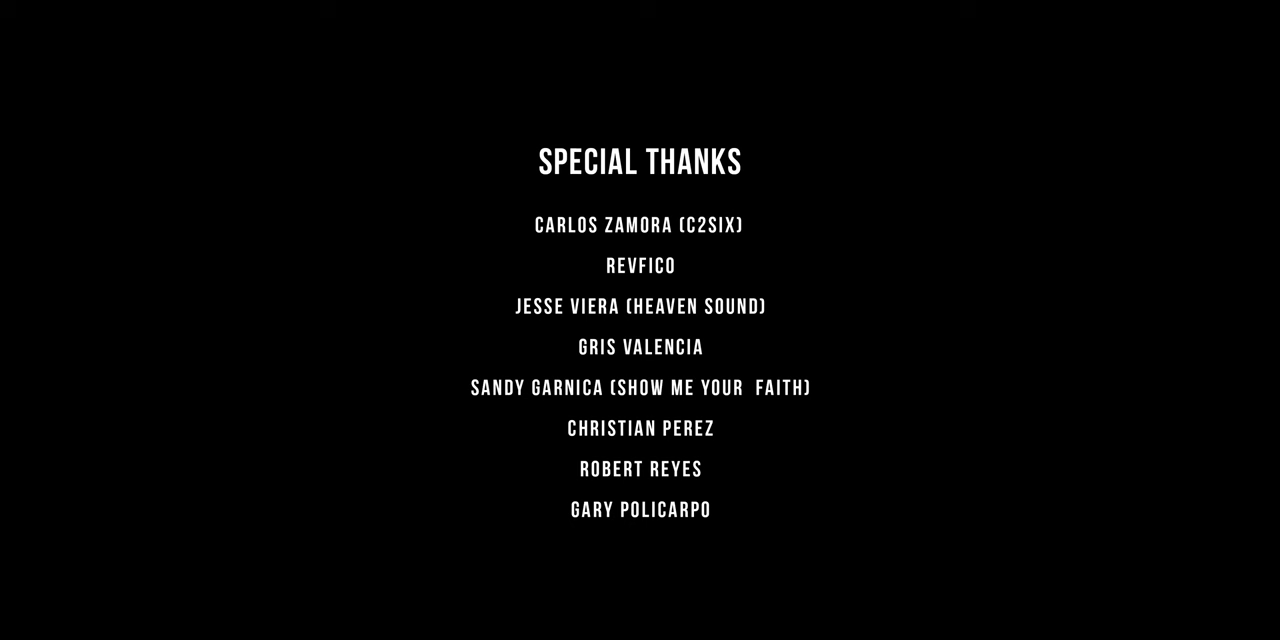 SPECIAL THANKS
CARLOS ZAMORA (C2SIX)
REVFICO
JESSE VIERA (HEAVEN SOUND)
GRIS VALENCIA
SANDY GARNICA (SHOW ME YOUR  FAITH)
CHRISTIAN PEREZ
ROBERT REYES
GARY POLICARPO